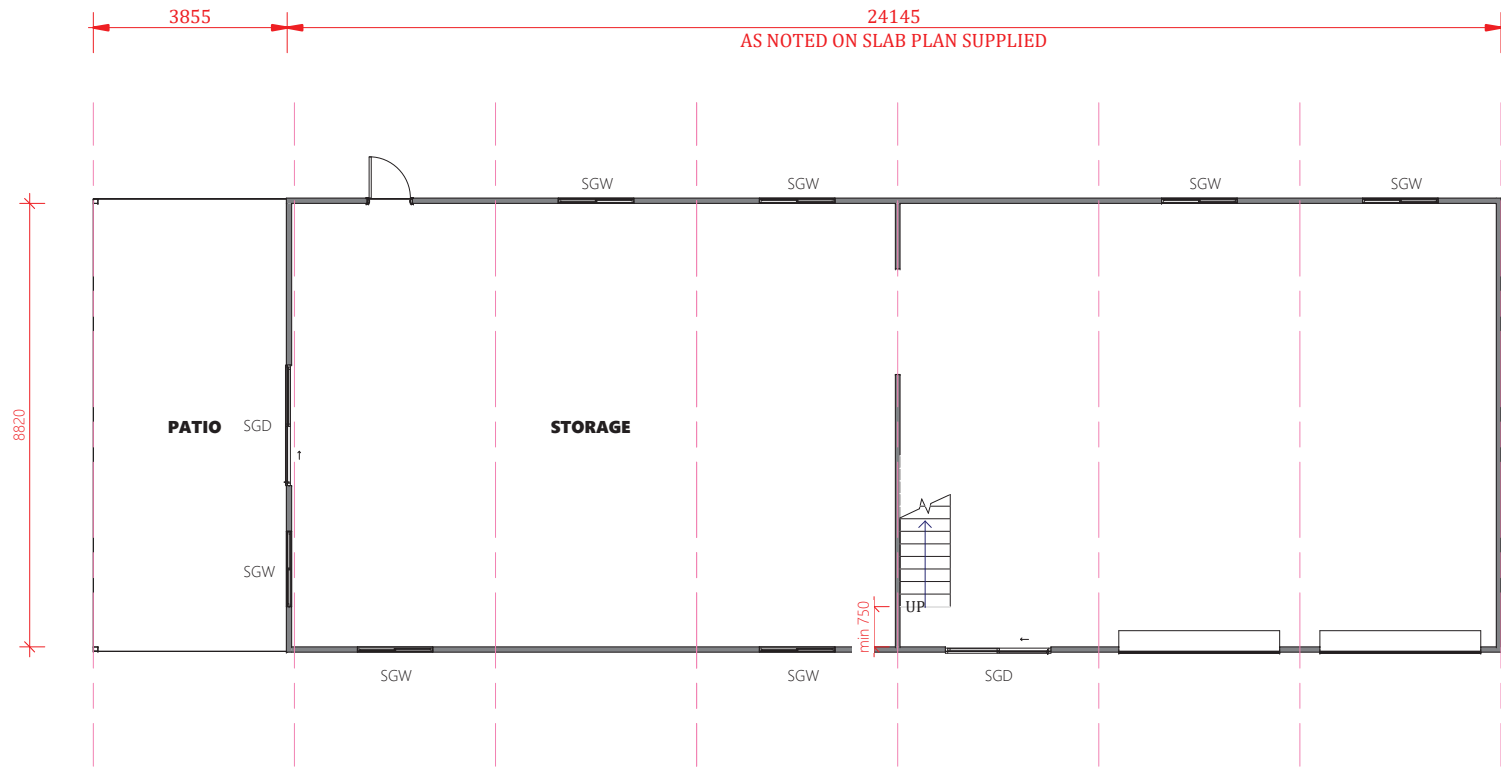 3855
24145
AS NOTED ON SLAB PLAN SUPPLIED
SGW
SGW
SGW
SGW
8820
PATIO
SGD
STORAGE
SGW
UP
min 750
SGW
SGW
SGD